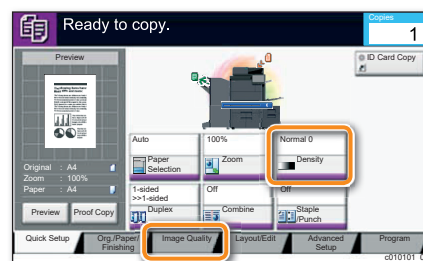 Ready to copy.
Copies
1
Preview
ID Card Copy
Original : A4
Zoom : 100%
Paper : A4
Preview
Proof Copy
Auto
Paper
Selection
100%
Zoom
Normal 0
Density
1-sided
>>1-sided
Duplex
Off
Combine
Off
Staple
/Punch
Quick Setup
Org./Paper/
Finishing
Image Quality
Layout/Edit
Advanced
Setup
Program
c010101